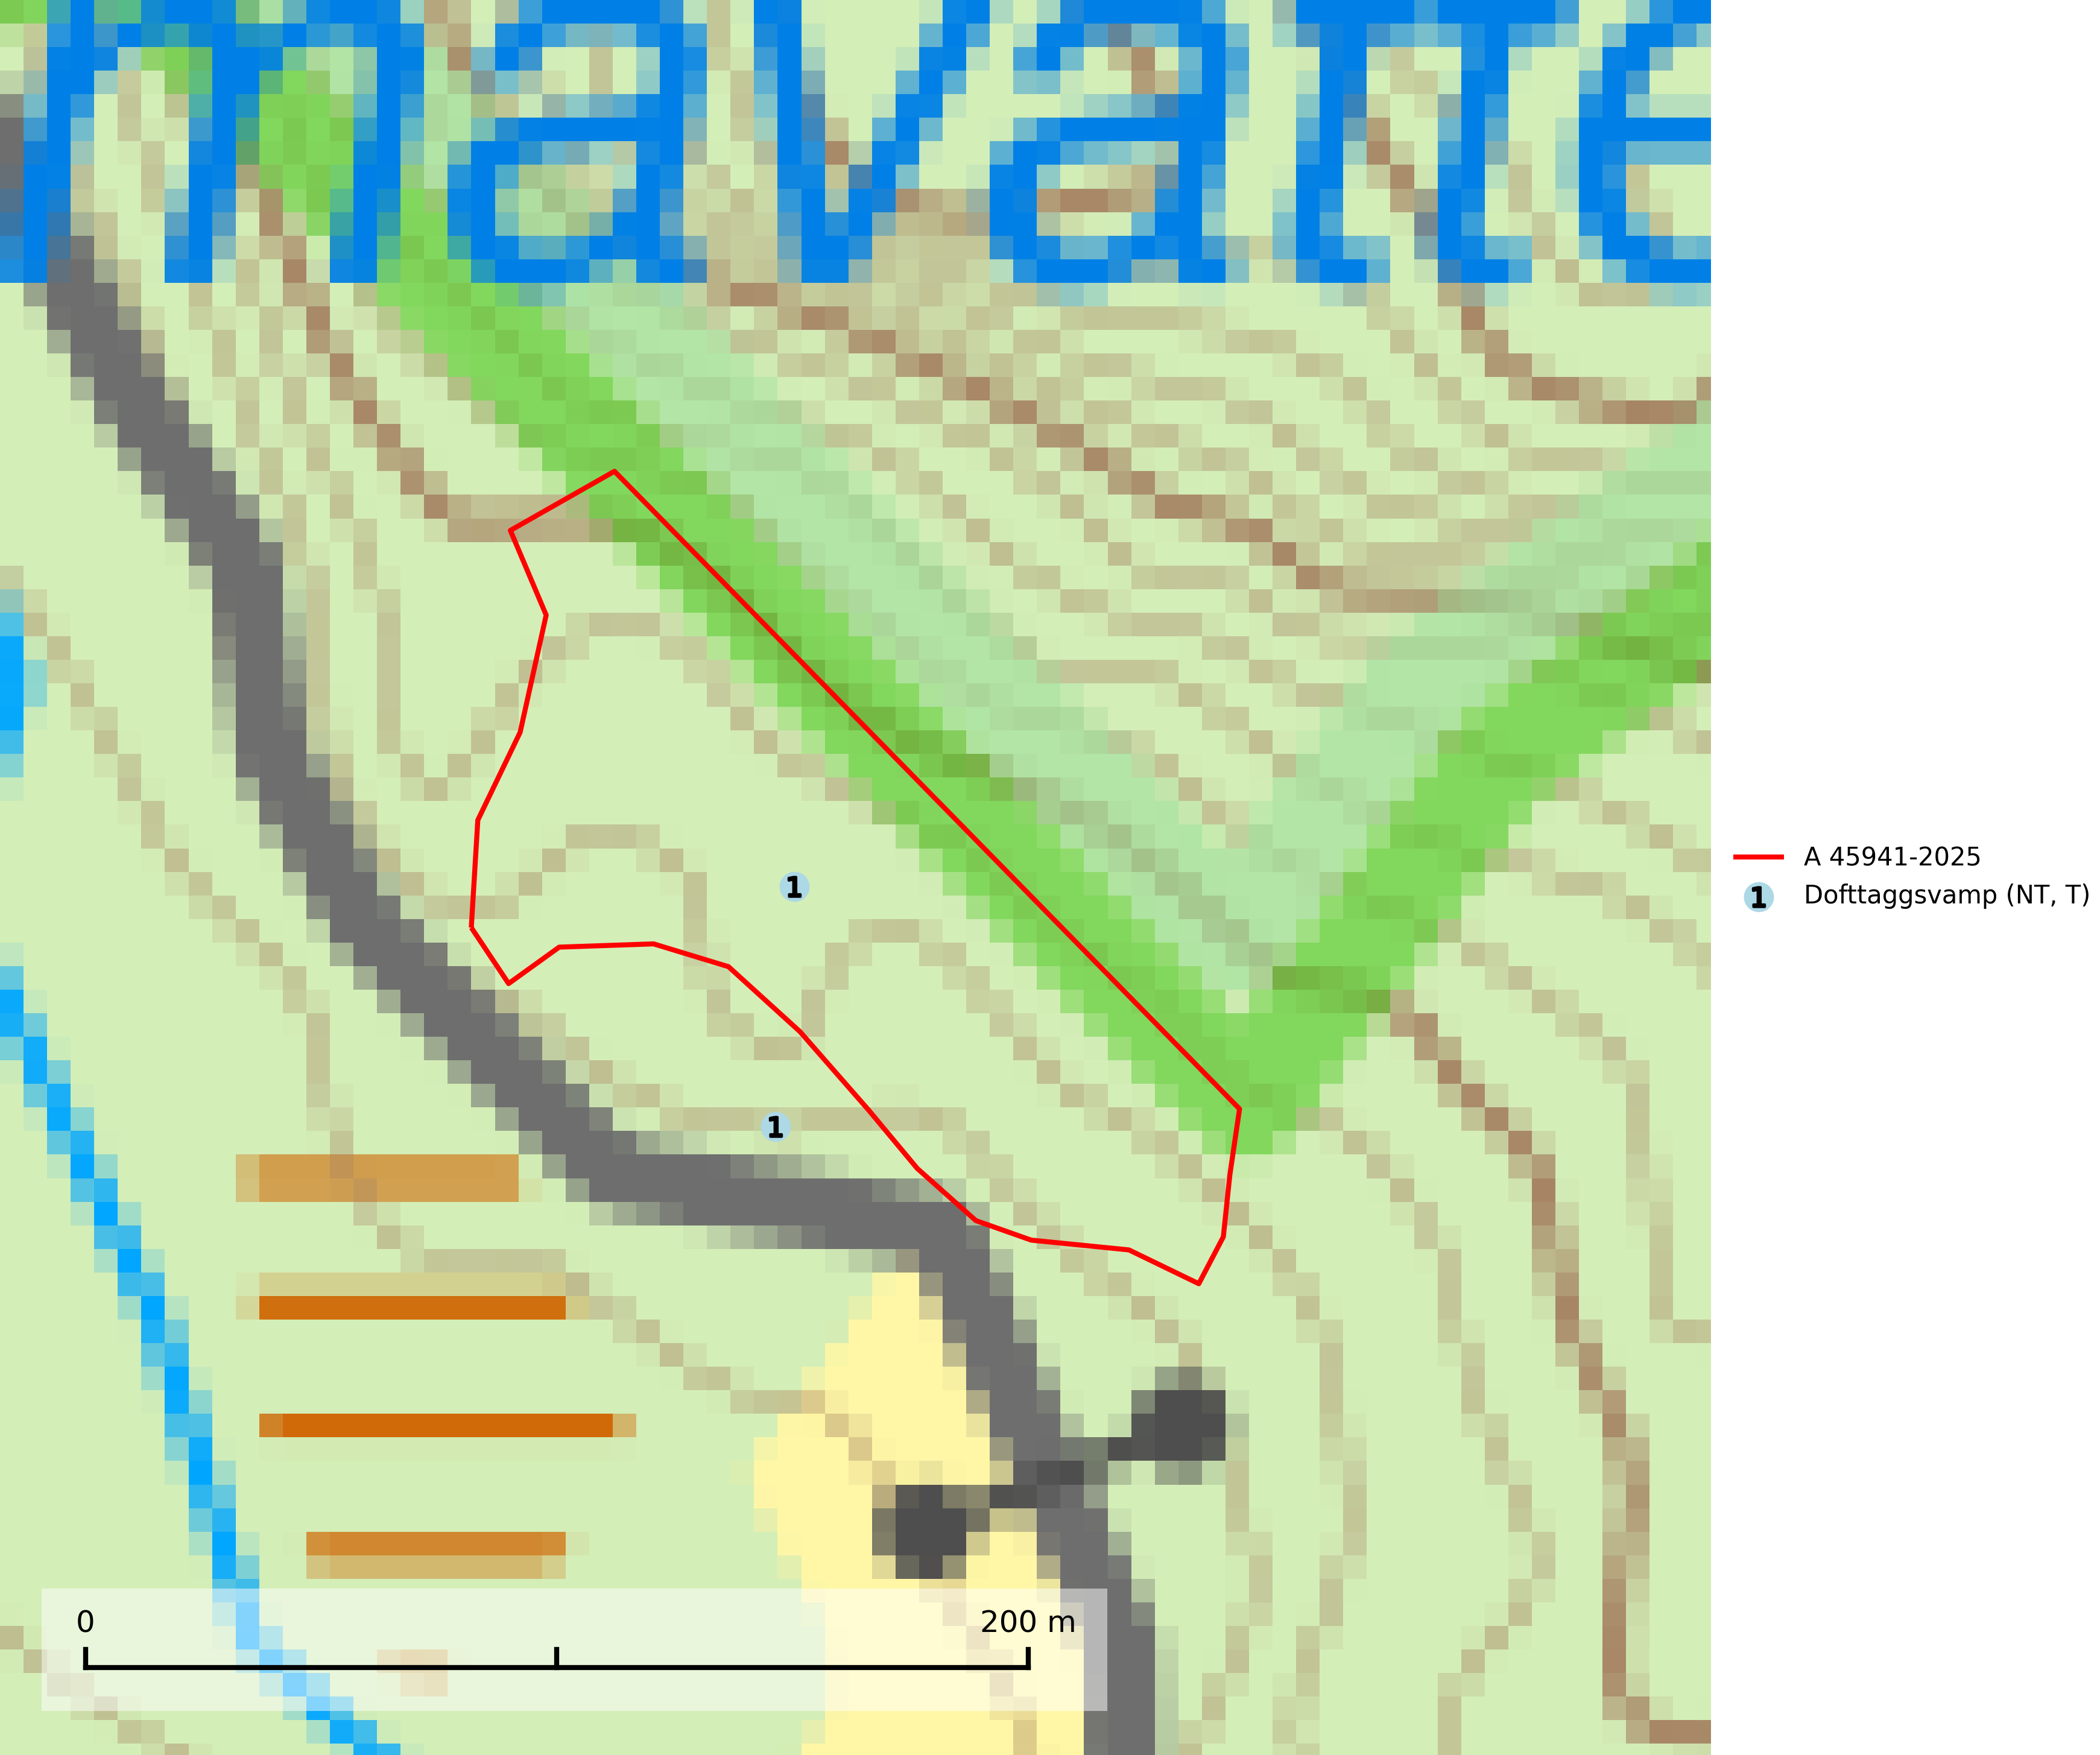 A 45941-2025
1 Dofttaggsvamp (NT, T)
1
1
0 200 m